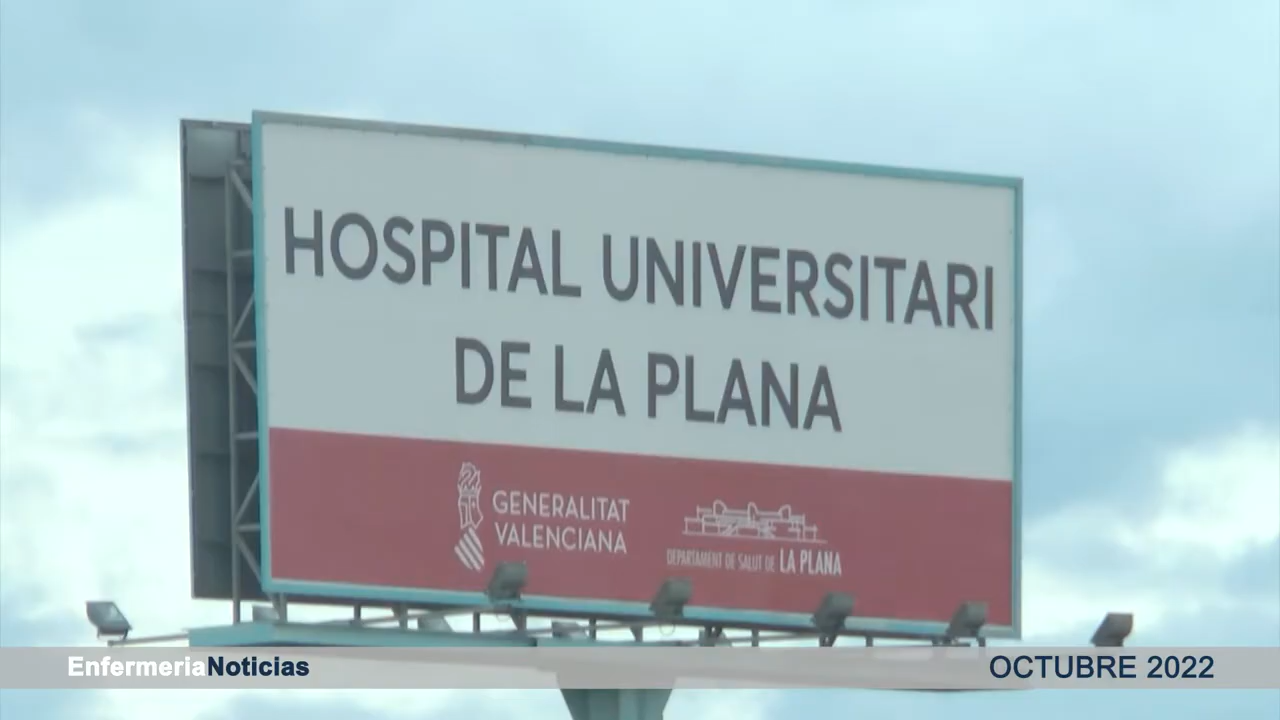 HOSPITAL UNIVERSITARI
DE LA PLANA
GENERALITAT
VALENCIANA
DEPARTAMENT DE SALUT DE LA PLANA
EnfermeriaNoticias
OCTUBRE 2022